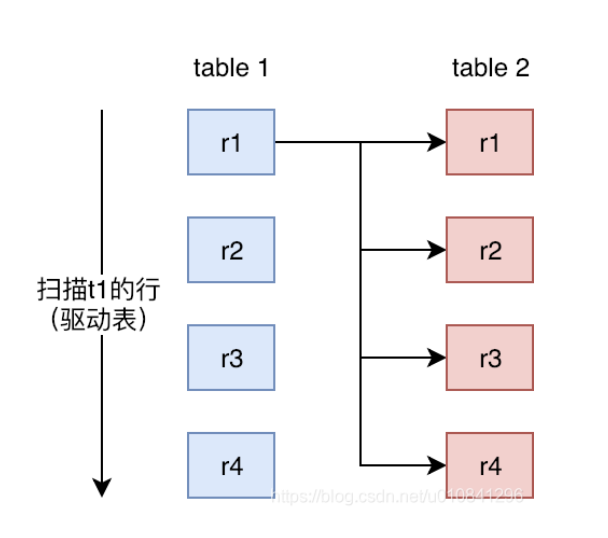 table 1
table 2
r1
r1
r2
r2
扫描t1的行
（驱动表）
r3
r3
r4
r4
https://blog.csdn.net/u010841296